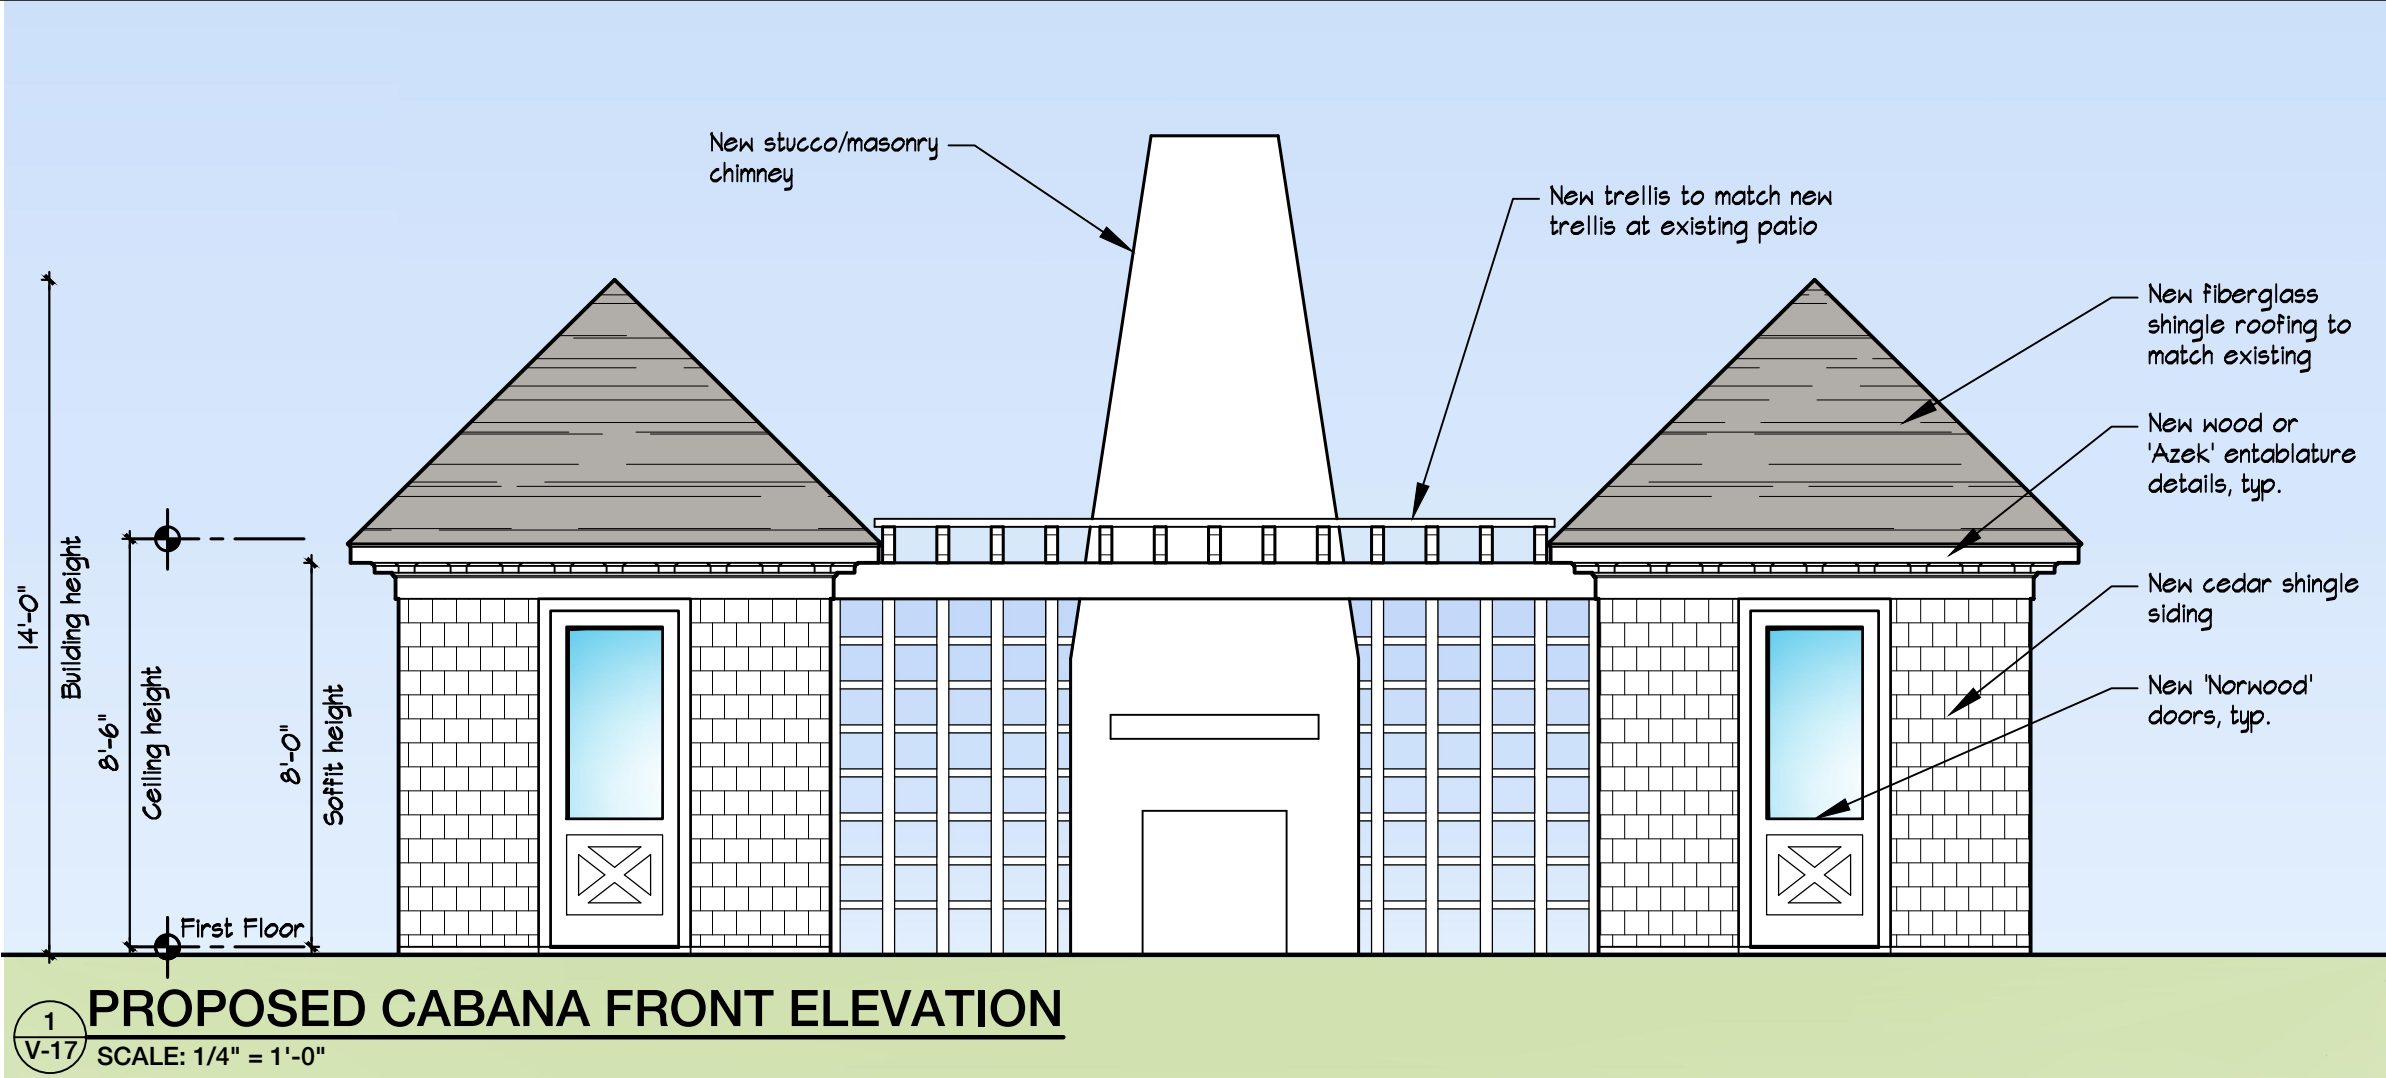 New stucco/masonry
chimney
New trellis to match new
trellis at existing patio
New fiberglass
shingle roofing to
match existing
New wood or
'Azek' entablature
details, typ.
New cedar shingle
siding
New 'Norwood'
doors, typ.
14'-0"
Building height
8'-6"
Ceiling height
8'-0"
Soffit height
First Floor
1
V-17
PROPOSED CABANA FRONT ELEVATION
SCALE: 1/4" = 1'-0"